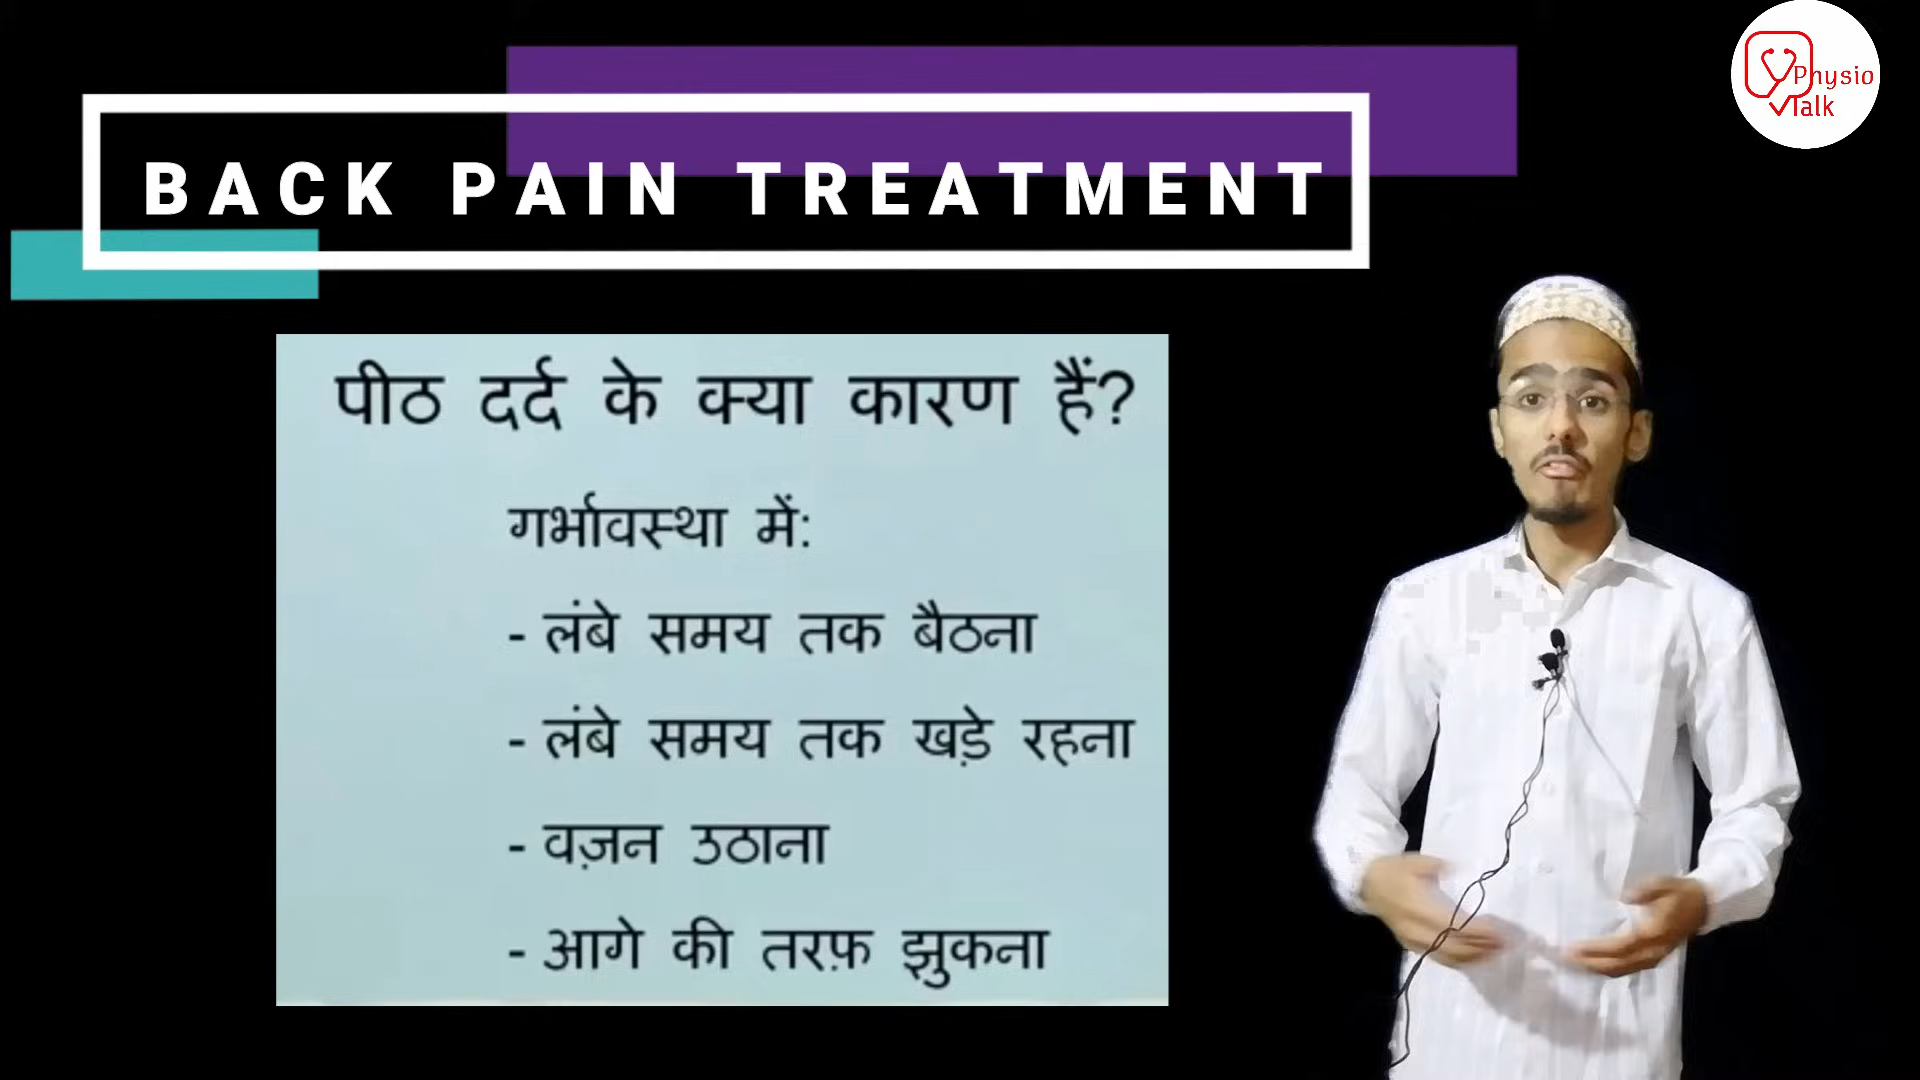 Physio
Talk
BACK PAIN TREATMENT
पीठ दर्द के क्या कारण हैं?
गर्भावस्था में:
- लंबे समय तक बैठना
- लंबे समय तक खड़े रहना
- वज़न उठाना
- आगे की तरफ़ झुकना